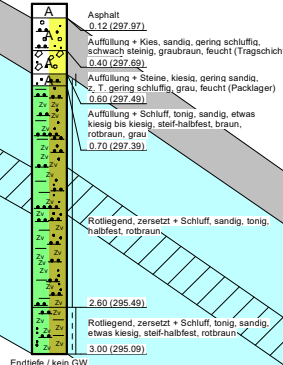 A
Asphalt
0.12 (297.97)
A
Auffüllung + Kies, sandig, gering schluffig,
schwach steinig, graubraun, feucht (Tragschich
0.40 (297.69)
A
Auffüllung + Steine, kiesig, gering sandig,
z. T. gering schluffig, grau, feucht (Packlager)
0.60 (297.49)
A
Auffüllung + Schluff, tonig, sandig, etwas
kiesig bis kiesig, steif-halbfest, braun,
rotbraun, grau
0.70 (297.39)
Rotliegend, zersetzt + Schluff, sandig, tonig,
halbfest, rotbraun
Zv
2.60 (295.49)
Rotliegend, zersetzt + Schluff, tonig, sandig,
etwas kiesig, steif-halbfest, rotbraun
3.00 (295.09)
Endtiefe / kein GW